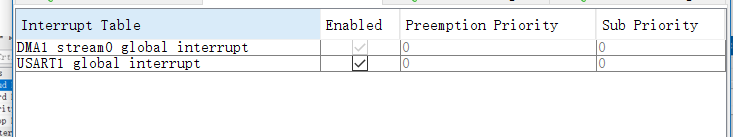 Interrupt Table Enabled Preemption Priority Sub Priority
DMA1 stream0 global interrupt 0 0
USART1 global interrupt 0 0